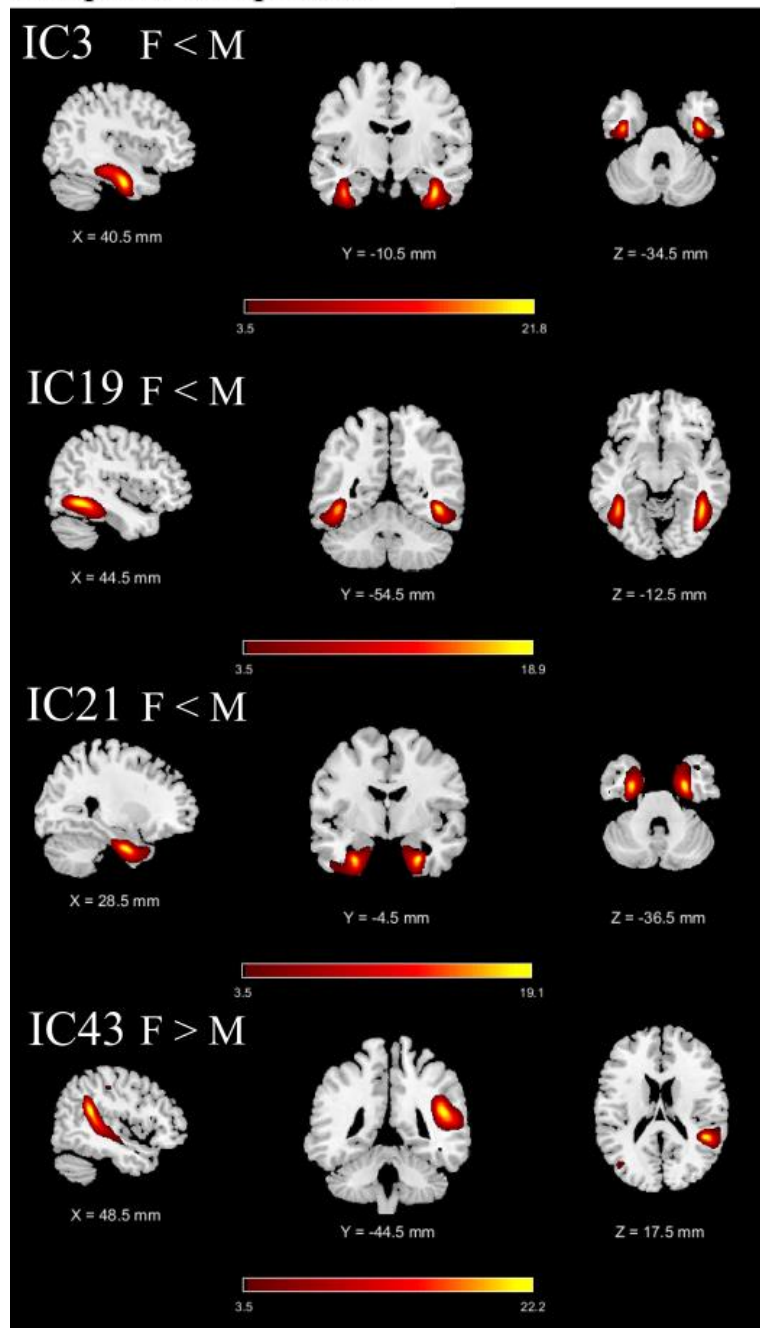 IC3 F < M
X = 40.5 mm
Y = -10.5 mm
Z = -34.5 mm
3.5 21.8
IC19 F < M
X = 44.5 mm
Y = -54.5 mm
Z = -12.5 mm
3.5 18.9
IC21 F < M
X = 28.5 mm
Y = -4.5 mm
Z = -36.5 mm
3.5 19.1
IC43 F > M
X = 48.5 mm
Y = -44.5 mm
Z = 17.5 mm
3.5 22.2